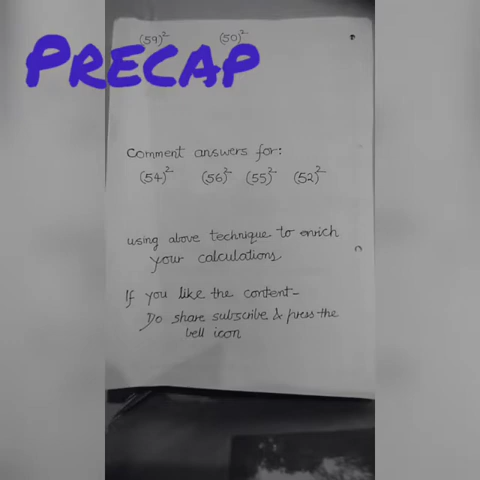 (59)² (50)²
PRECAP
Comment answers for:
(54)² (56)² (55)² (52)²
using above technique to enrich
your calculations
If you like the content-
Do share subscribe & press the
bell icon